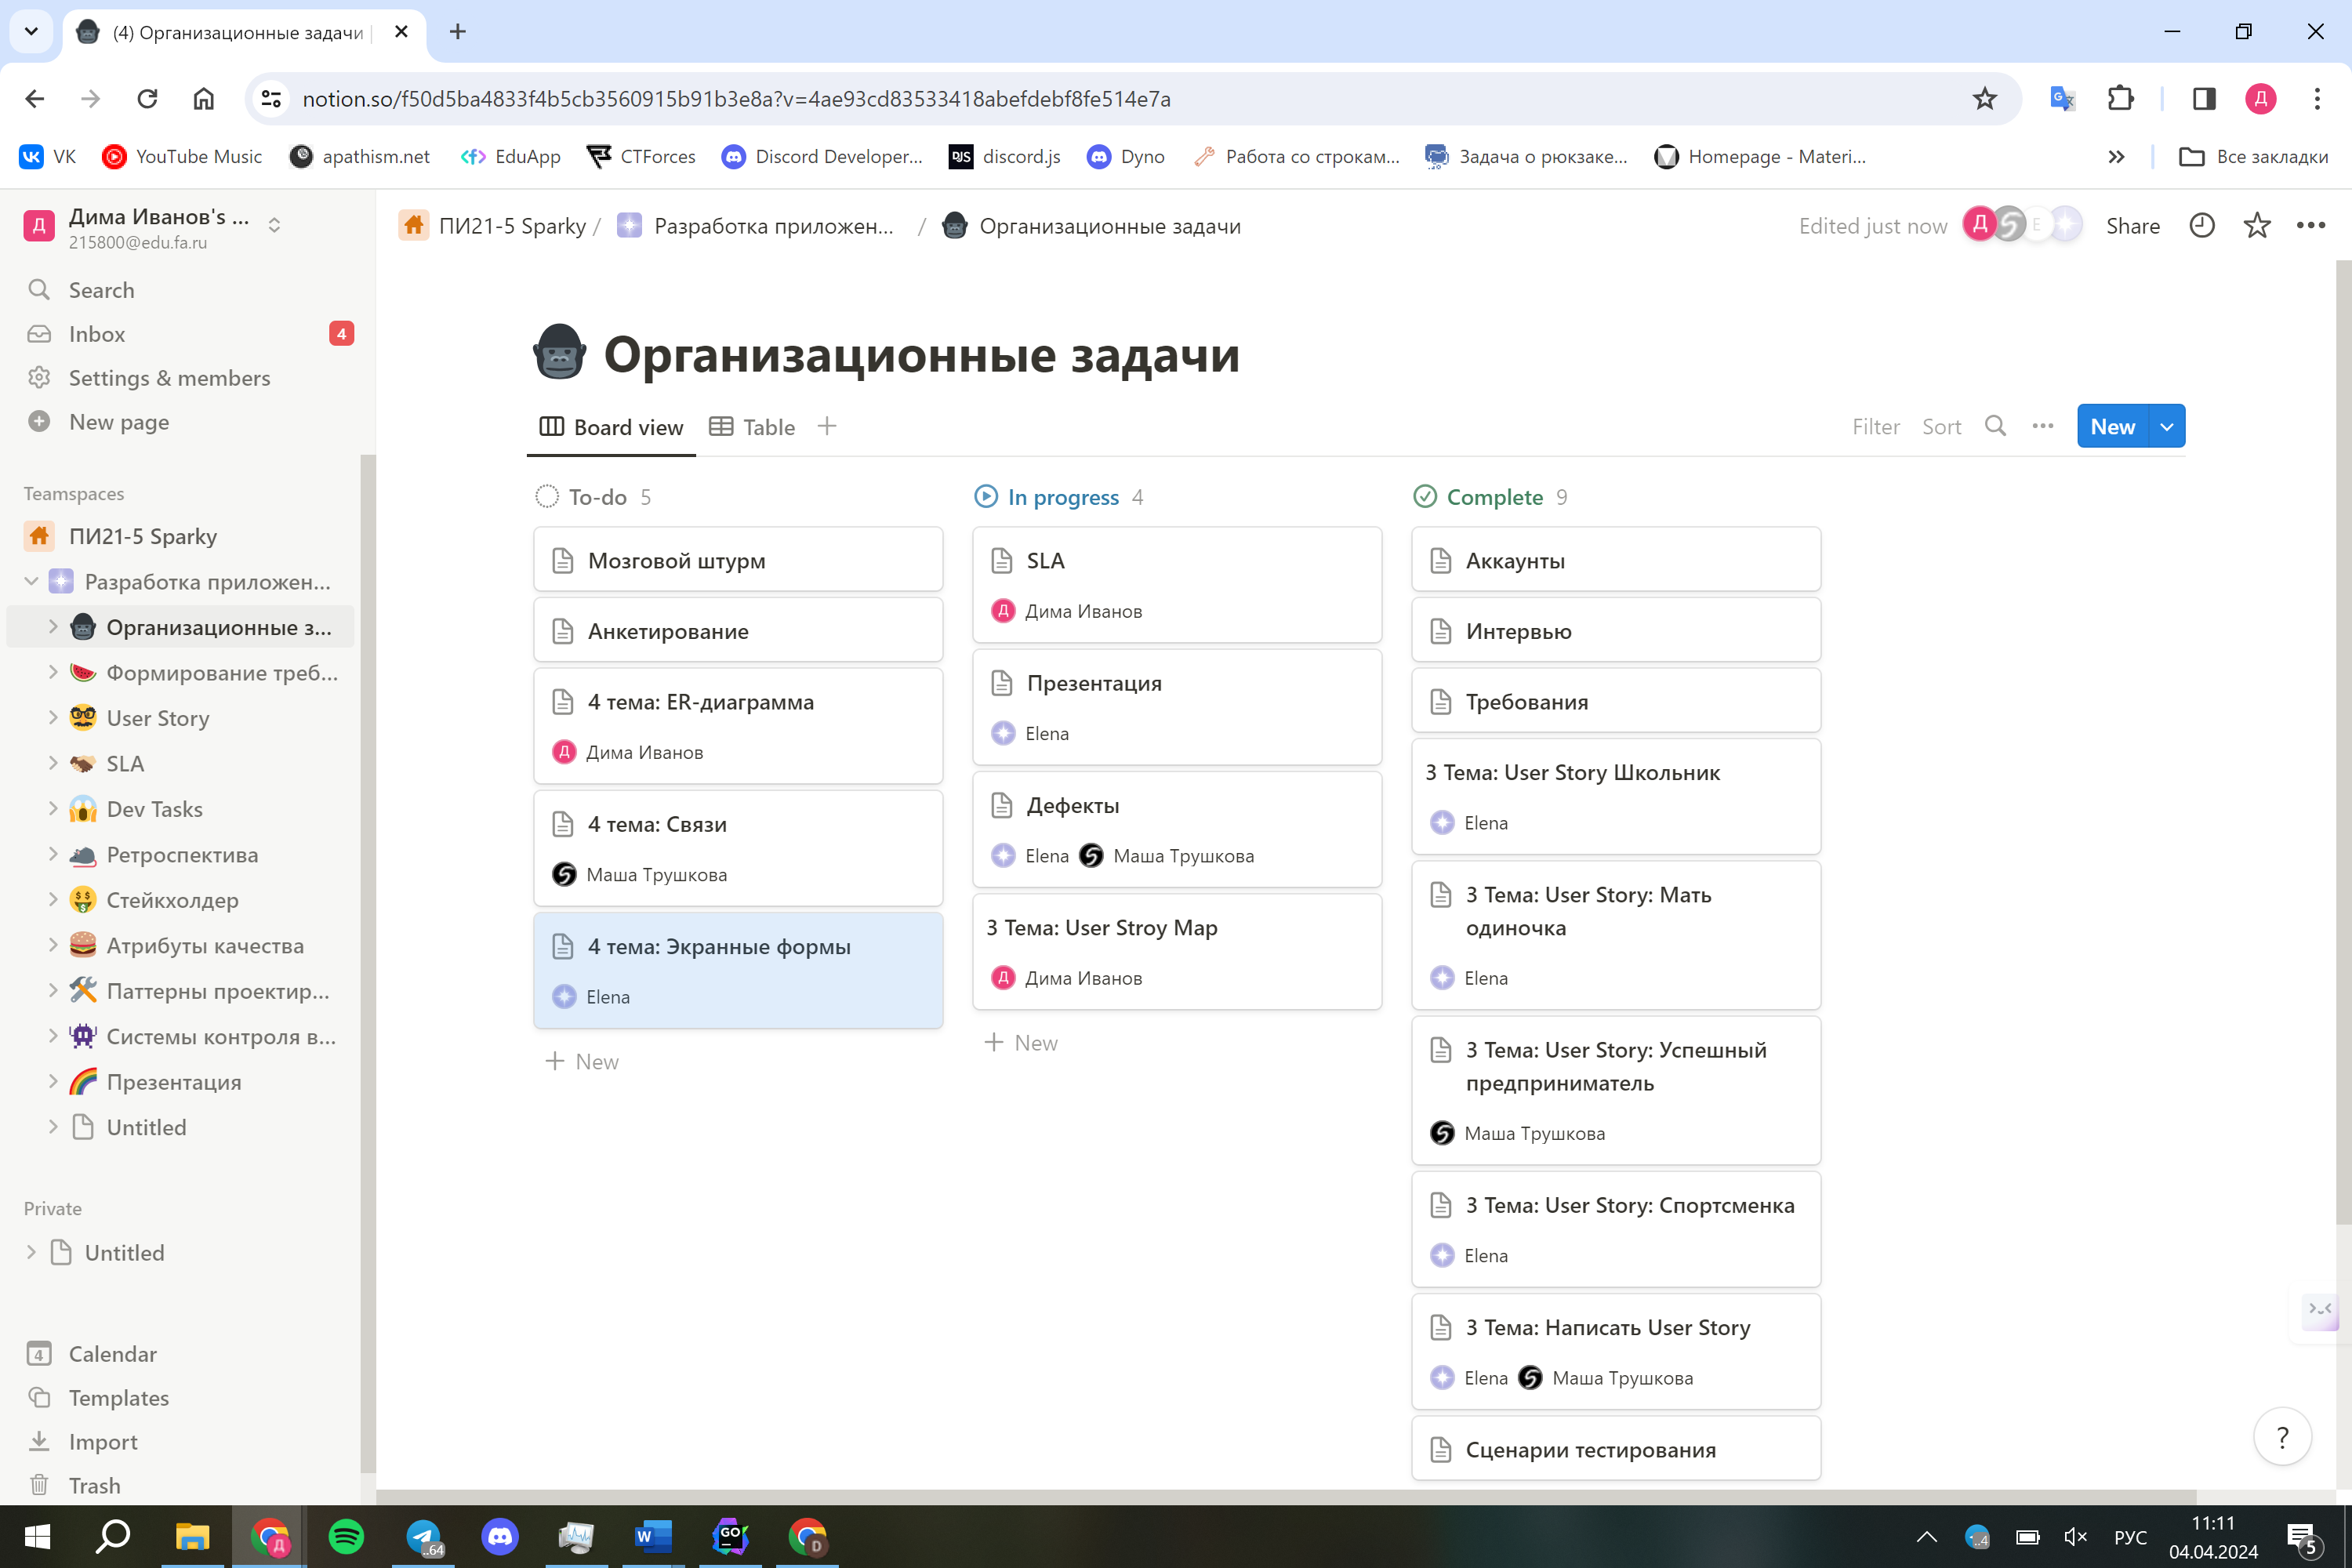 (4) Организационные задачи
notion.so/f50d5ba4833f4b5cb3560915b91b3e8a?v=4ae93cd83533418abefdebf8fe514e7a
Д
VK
YouTube Music
apathism.net
EduApp
CTForces
Discord Developer...
DJS discord.js
Dyno
Работа со строкам...
Задача о рюкзаке...
Homepage - Materi...
Все закладки
Д
Дима Иванов's ...
215800@edu.fa.ru
Search
Inbox 4
Settings & members
New page
Teamspaces
ПИ21-5 Sparky
Разработка приложен...
Организационные з...
Формирование треб...
User Story
SLA
Dev Tasks
Ретроспектива
Стейкхолдер
Атрибуты качества
Паттерны проектир...
Системы контроля в...
Презентация
Untitled
Private
Untitled
4 Calendar
Templates
Import
Trash
ПИ21-5 Sparky / Разработка приложен... / Организационные задачи
Edited just now Д S E Share
Организационные задачи
Board view Table
Filter Sort New
To-do 5
Мозговой штурм
Анкетирование
4 тема: ER-диаграмма
Д Дима Иванов
4 тема: Связи
Маша Трушкова
4 тема: Экранные формы
Elena
New
In progress 4
SLA
Д Дима Иванов
Презентация
Elena
Дефекты
Elena Маша Трушкова
3 Тема: User Stroy Map
Д Дима Иванов
New
Complete 9
Аккаунты
Интервью
Требования
3 Тема: User Story Школьник
Elena
3 Тема: User Story: Мать
одиночка
Elena
3 Тема: User Story: Успешный
предприниматель
Маша Трушкова
3 Тема: User Story: Спортсменка
Elena
3 Тема: Написать User Story
Elena Маша Трушкова
Сценарии тестирования
?
Д
..64
W
GO
D
..4
РУС
11:11
04.04.2024
5